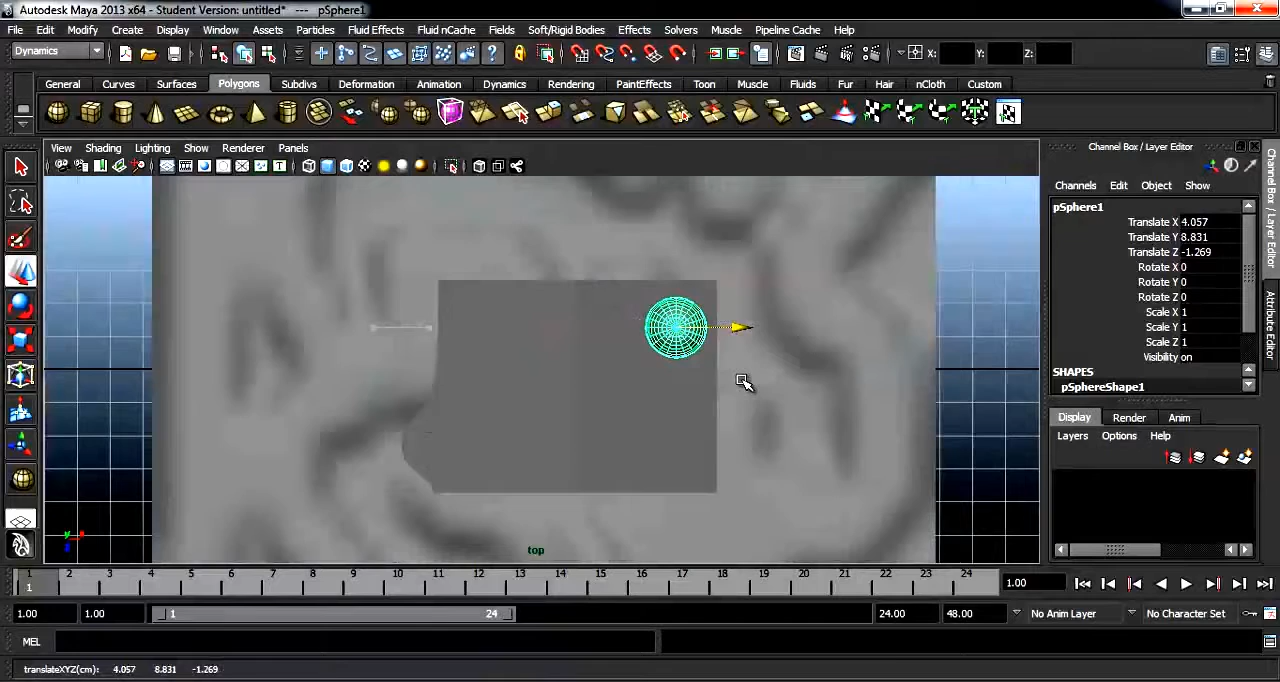 Autodesk Maya 2013 x64 - Student Version: untitled* --- pSphere1
File Edit Modify Create Display Window Assets Particles Fluid Effects Fluid nCache Fields Soft/Rigid Bodies Effects Solvers Muscle Pipeline Cache Help
Dynamics X: Y: Z:
General Curves Surfaces Polygons Subdivs Deformation Animation Dynamics Rendering PaintEffects Toon Muscle Fluids Fur Hair nCloth Custom
View Shading Lighting Show Renderer Panels
Channel Box / Layer Editor
Channels Edit Object Show
pSphere1
Translate X 4.057
Translate Y 8.831
Translate Z -1.269
Rotate X 0
Rotate Y 0
Rotate Z 0
Scale X 1
Scale Y 1
Scale Z 1
Visibility on
SHAPES
pSphereShape1
Display Render Anim
Layers Options Help
Channel Box / Layer Editor
Attribute Editor
top
1 2 3 4 5 6 7 8 9 10 11 12 13 14 15 16 17 18 19 20 21 22 23 24
1
1.00
1.00 1.00 1 24 24.00 48.00 No Anim Layer No Character Set
MEL
translateXYZ(cm): 4.057 8.831 -1.269